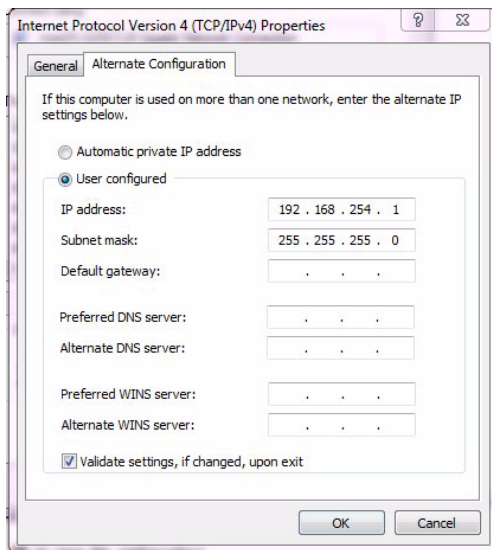 Internet Protocol Version 4 (TCP/IPv4) Properties
General
Alternate Configuration
If this computer is used on more than one network, enter the alternate IP
settings below.
Automatic private IP address
User configured
IP address: 192 . 168 . 254 . 1
Subnet mask: 255 . 255 . 255 . 0
Default gateway: . . .
Preferred DNS server: . . .
Alternate DNS server: . . .
Preferred WINS server: . . .
Alternate WINS server: . . .
Validate settings, if changed, upon exit
OK Cancel